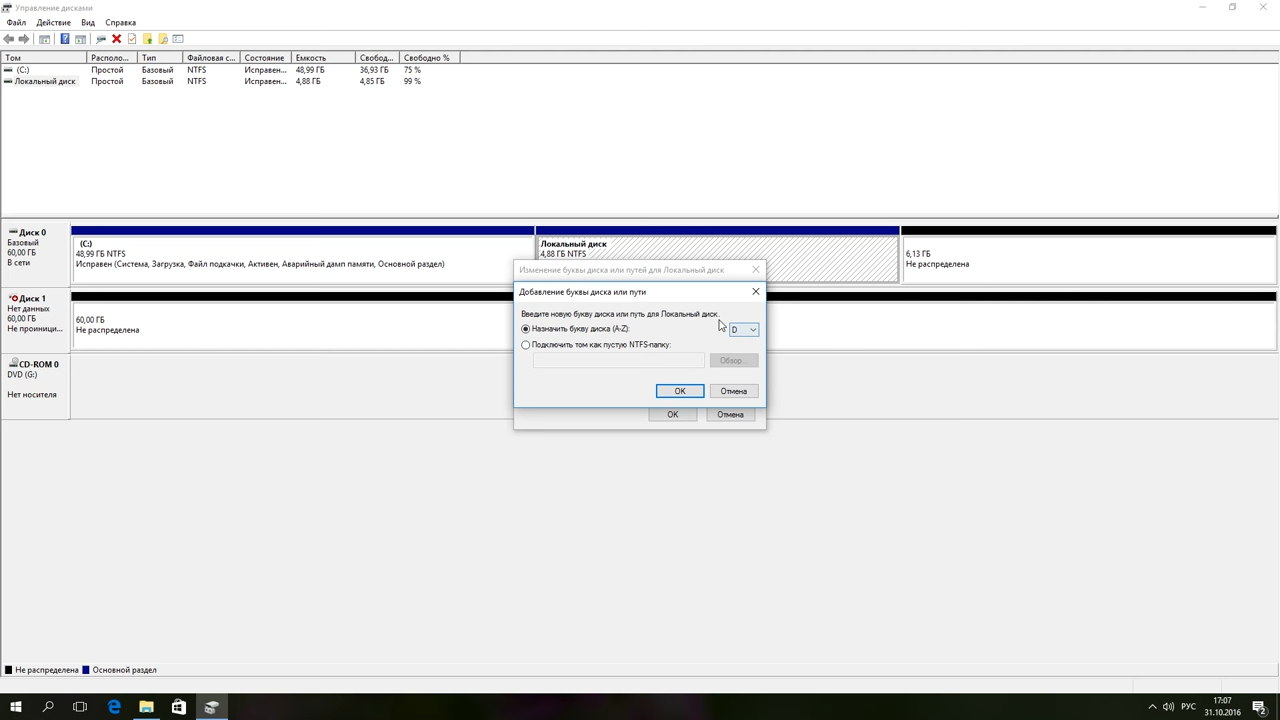 Управление дисками
Файл Действие Вид Справка
Том Располо... Тип Файловая с... Состояние Емкость Свобод... Свободно %
(C:) Простой Базовый NTFS Исправен... 48,99 ГБ 36,93 ГБ 75 %
Локальный диск Простой Базовый NTFS Исправен... 4,88 ГБ 4,85 ГБ 99 %
Диск 0
Базовый
60,00 ГБ
В сети
(C:)
48,99 ГБ NTFS
Исправен (Система, Загрузка, Файл подкачки, Активен, Аварийный дамп памяти, Основной раздел)
Локальный диск
4,88 ГБ NTFS
6,13 ГБ
Не распределена
Изменение буквы диска или путей для Локальный диск
Добавление буквы диска или пути
Введите новую букву диска или путь для Локальный диск.
Назначить букву диска (A-Z): D
Подключить том как пустую NTFS-папку:
Обзор...
OK Отмена
OK Отмена
Диск 1
Нет данных
60,00 ГБ
Не проиници...
60,00 ГБ
Не распределена
CD-ROM 0
DVD (G:)
Нет носителя
Не распределена Основной раздел
РУС
17:07
31.10.2016
2